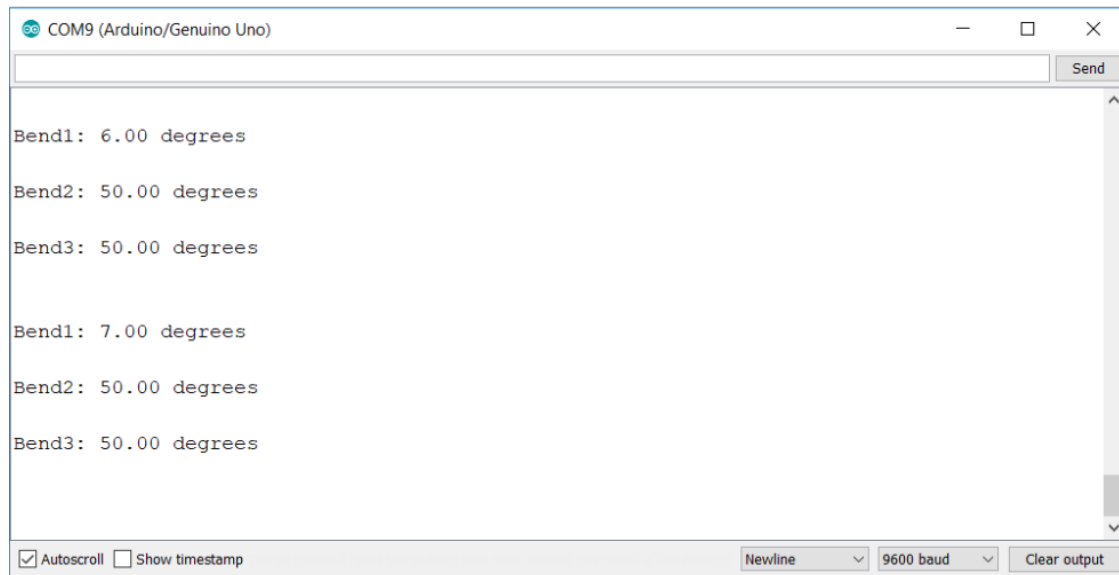 COM9 (Arduino/Genuino Uno)
Send
Bend1: 6.00 degrees
Bend2: 50.00 degrees
Bend3: 50.00 degrees
Bend1: 7.00 degrees
Bend2: 50.00 degrees
Bend3: 50.00 degrees
Autoscroll Show timestamp Newline 9600 baud Clear output